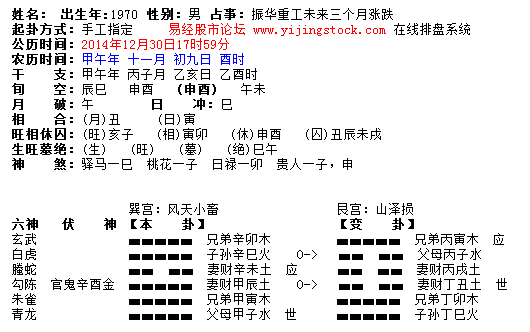 姓名： 出生年:1970 性别：男 占事：振华重工未来三个月涨跌
起卦方式：手工指定 易经股市论坛 www.yijingstock.com 在线排盘系统
公历时间：2014年12月30日17时59分
农历时间：甲午年 十一月 初九日 酉时
干 支：甲午年 丙子月 乙亥日 乙酉时
旬 空：辰巳 申酉 (申酉) 午未
月 破：午 日 冲：巳
相 合：(月)丑 (日)寅
旺相休囚：(旺)亥子 (相)寅卯 (休)申酉 (囚)丑辰未戌
生旺墓绝：(生) (旺) (墓) (绝)巳午
神 煞：驿马—巳 桃花—子 日禄—卯 贵人—子，申
巽宫：风天小畜 艮宫：山泽损
六神 伏 神 【本 卦】 【变 卦】
玄武 兄弟辛卯木 兄弟丙寅木 应
白虎 子孙辛巳火 O-> 父母丙子水
螣蛇 妻财辛未土 应 妻财丙戌土
勾陈 官鬼辛酉金 妻财甲辰土 O-> 妻财丁丑土 世
朱雀 兄弟甲寅木 兄弟丁卯木
青龙 父母甲子水 世 子孙丁巳火